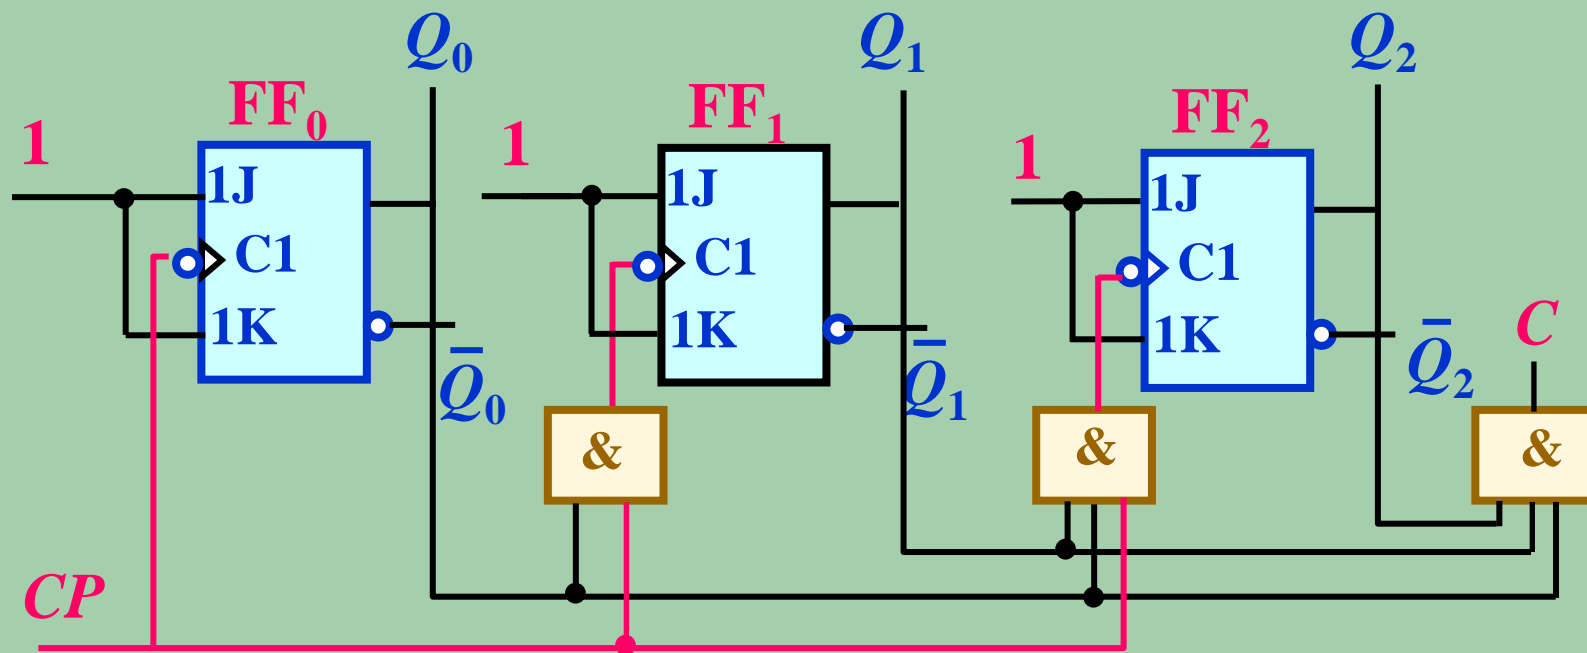 Q₀ Q₁ Q₂
FF₀ FF₁ FF₂
1 1 1
1J 1J 1J
C1 C1 C1
1K 1K 1K
C
Q̅₀ Q̅₁ Q̅₂
& & &
CP